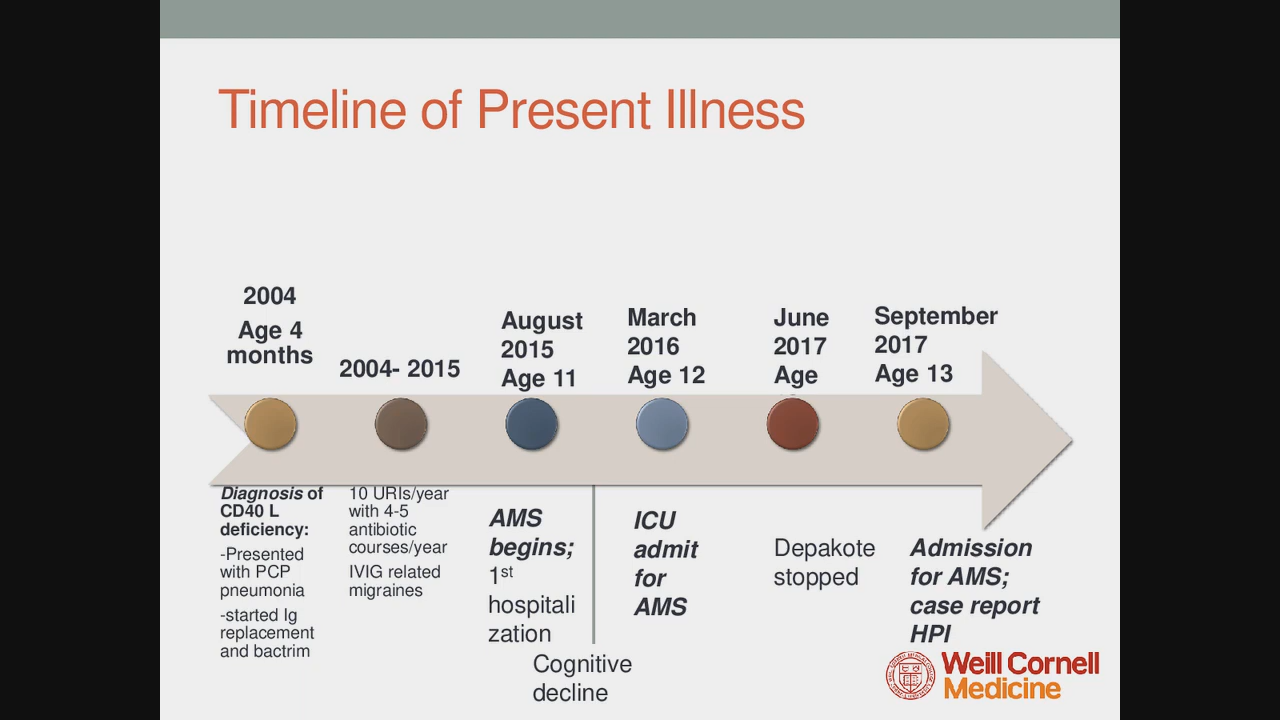 Timeline of Present Illness
2004
Age 4
months
2004- 2015
August
2015
Age 11
March
2016
Age 12
June
2017
Age
September
2017
Age 13
Diagnosis of
CD40 L
deficiency:
-Presented
with PCP
pneumonia
-started Ig
replacement
and bactrim
10 URIs/year
with 4-5
antibiotic
courses/year
IVIG related
migraines
AMS
begins;
1st
hospitali
zation
Cognitive
decline
ICU
admit
for
AMS
Depakote
stopped
Admission
for AMS;
case report
HPI
Weill Cornell
Medicine